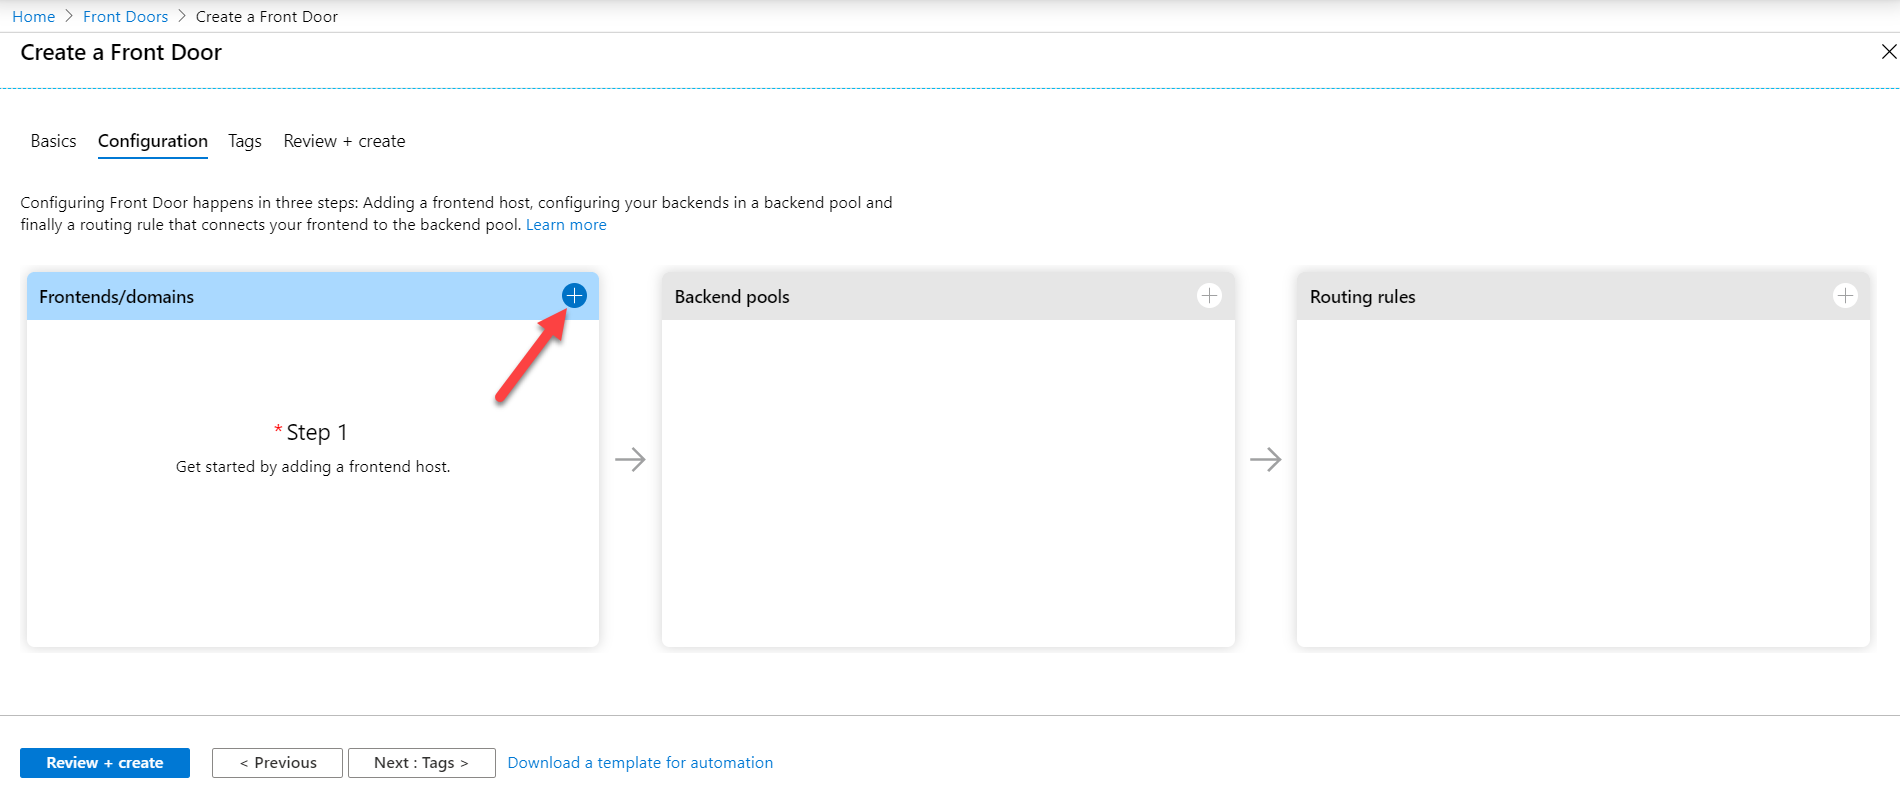 Home > Front Doors > Create a Front Door
Create a Front Door
Basics Configuration Tags Review + create
Configuring Front Door happens in three steps: Adding a frontend host, configuring your backends in a backend pool and
finally a routing rule that connects your frontend to the backend pool. Learn more
Frontends/domains
* Step 1
Get started by adding a frontend host.
Backend pools
Routing rules
Review + create
< Previous
Next : Tags >
Download a template for automation